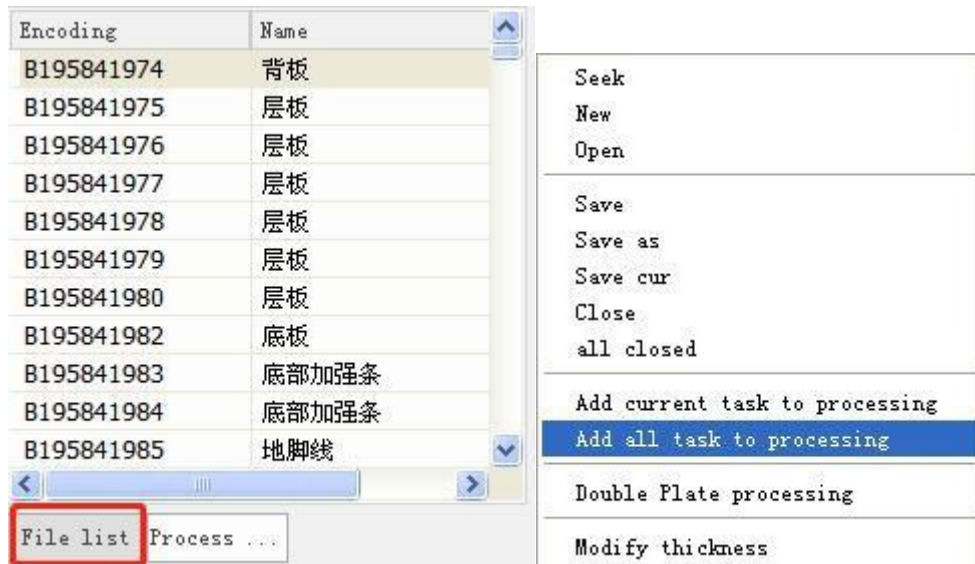 Encoding Name
B195841974 背板
B195841975 层板
B195841976 层板
B195841977 层板
B195841978 层板
B195841979 层板
B195841980 层板
B195841982 底板
B195841983 底部加强条
B195841984 底部加强条
B195841985 地脚线
File list Process ...
Seek
New
Open
Save
Save as
Save cur
Close
all closed
Add current task to processing
Add all task to processing
Double Plate processing
Modify thickness